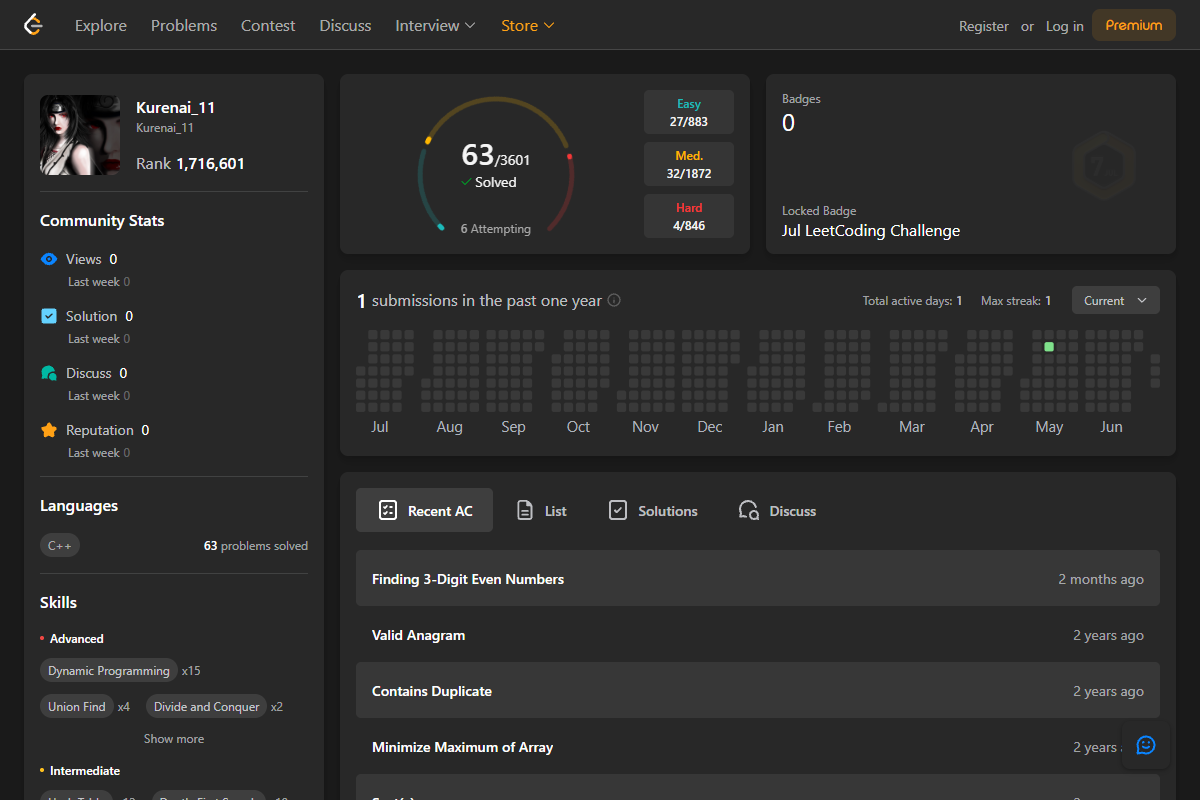 Explore Problems Contest Discuss Interview Store Register or Log in Premium
Kurenai_11
Kurenai_11
Rank 1,716,601
Community Stats
Views 0
Last week 0
Solution 0
Last week 0
Discuss 0
Last week 0
Reputation 0
Last week 0
Languages
C++ 63 problems solved
Skills
Advanced
Dynamic Programming x15
Union Find x4 Divide and Conquer x2
Show more
Intermediate
63/3601
Solved
6 Attempting
Easy
27/883
Med.
32/1872
Hard
4/846
Badges
0
Locked Badge
Jul LeetCoding Challenge
1 submissions in the past one year Total active days: 1 Max streak: 1 Current
Jul Aug Sep Oct Nov Dec Jan Feb Mar Apr May Jun
Recent AC List Solutions Discuss
Finding 3-Digit Even Numbers 2 months ago
Valid Anagram 2 years ago
Contains Duplicate 2 years ago
Minimize Maximum of Array 2 years